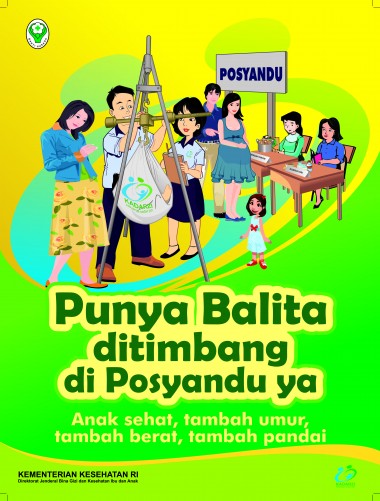 POSYANDU
KADARZI
Punya Balita
ditimbang
di Posyandu ya
Anak sehat, tambah umur,
tambah berat, tambah pandai
KEMENTERIAN KESEHATAN RI
Direktorat Jenderal Bina Gizi dan Kesehatan Ibu dan Anak